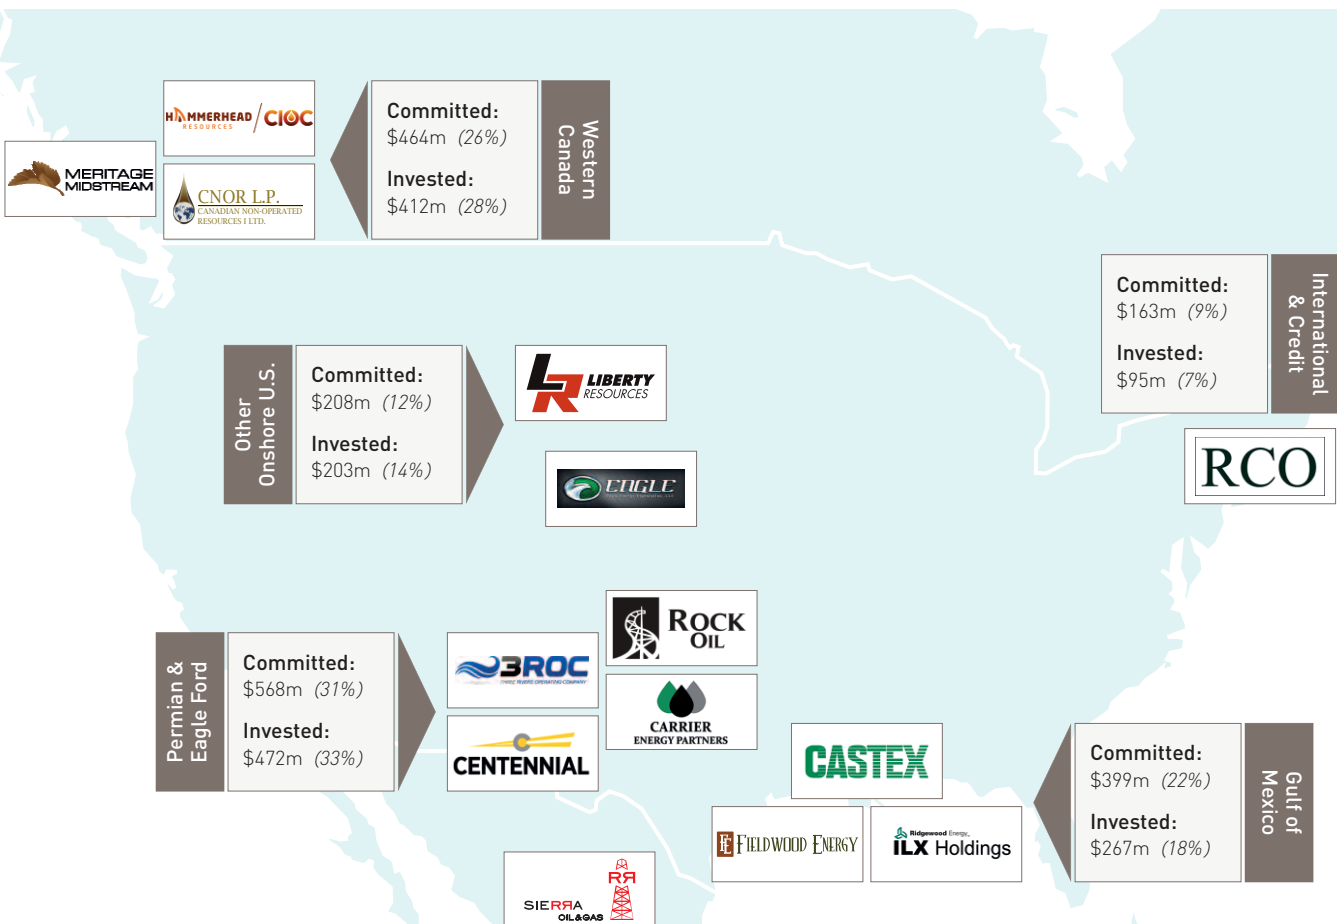 HAMMERHEAD
RESOURCES
CIOC
MERITAGE
MIDSTREAM
CNOR L.P.
CANADIAN NON-OPERATED
RESOURCES I LTD.
Committed:
$464m (26%)
Invested:
$412m (28%)
Western
Canada
Committed:
$163m (9%)
Invested:
$95m (7%)
International
& Credit
RCO
Other
Onshore U.S.
Committed:
$208m (12%)
Invested:
$203m (14%)
LR LIBERTY
RESOURCES
EAGLE
Permian &
Eagle Ford
Committed:
$568m (31%)
Invested:
$472m (33%)
3ROC
THREE RIVERS OPERATING COMPANY
CENTENNIAL
ROCK
OIL
CARRIER
ENERGY PARTNERS
CASTEX
FE FIELDWOOD ENERGY
Ridgewood Energy
ILX Holdings
Committed:
$399m (22%)
Invested:
$267m (18%)
Gulf of
Mexico
RЯ
SIERЯA
OIL & GAS